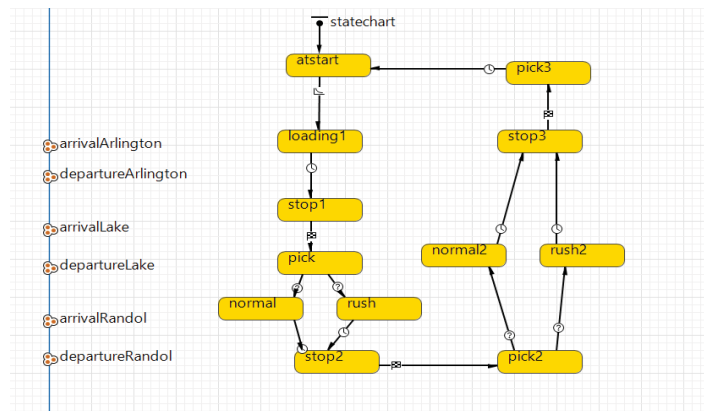 statechart
atstart
pick3
loading1
stop3
arrivalArlington
departureArlington
stop1
arrivalLake
pick
normal2
rush2
departureLake
normal
rush
arrivalRandol
stop2
pick2
departureRandol